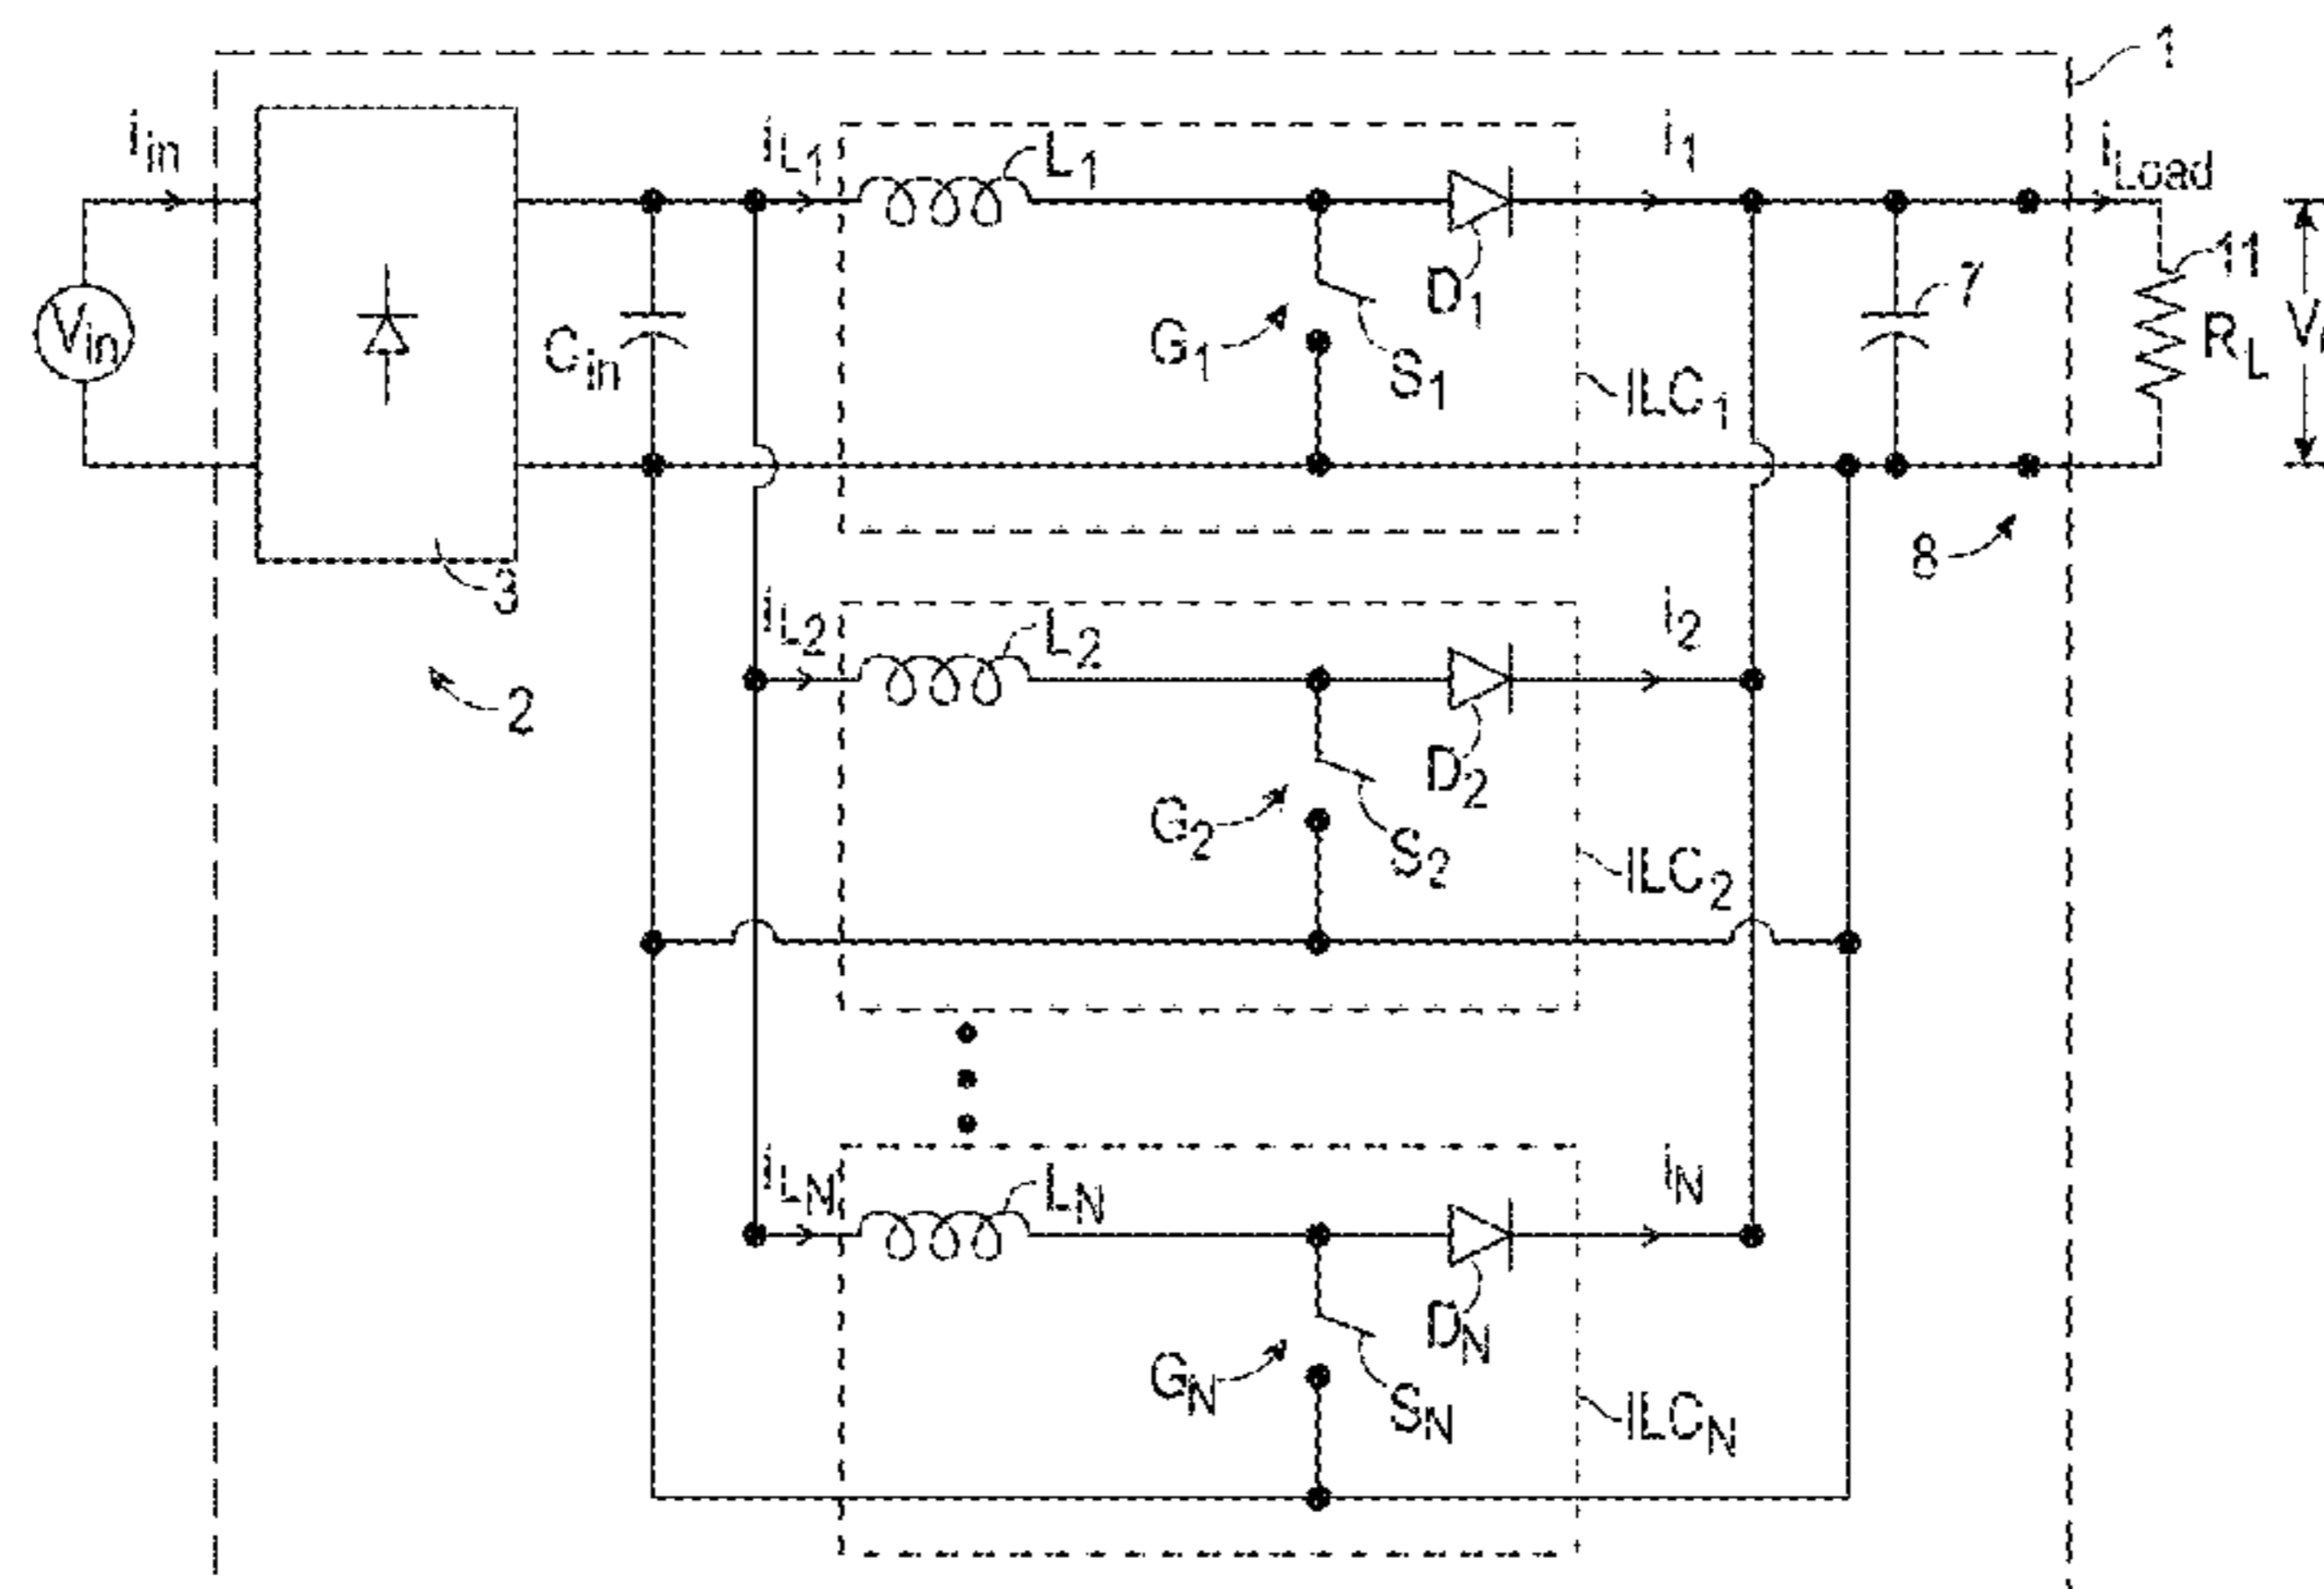 1
i_in
i_L1
L_1
i_1
i_Load
V_in
C_in
G_1
S_1
D_1
ILC_1
7
11
R_L
3
8
2
i_L2
L_2
i_2
G_2
S_2
D_2
ILC_2
i_LN
L_N
i_N
G_N
S_N
D_N
ILC_N